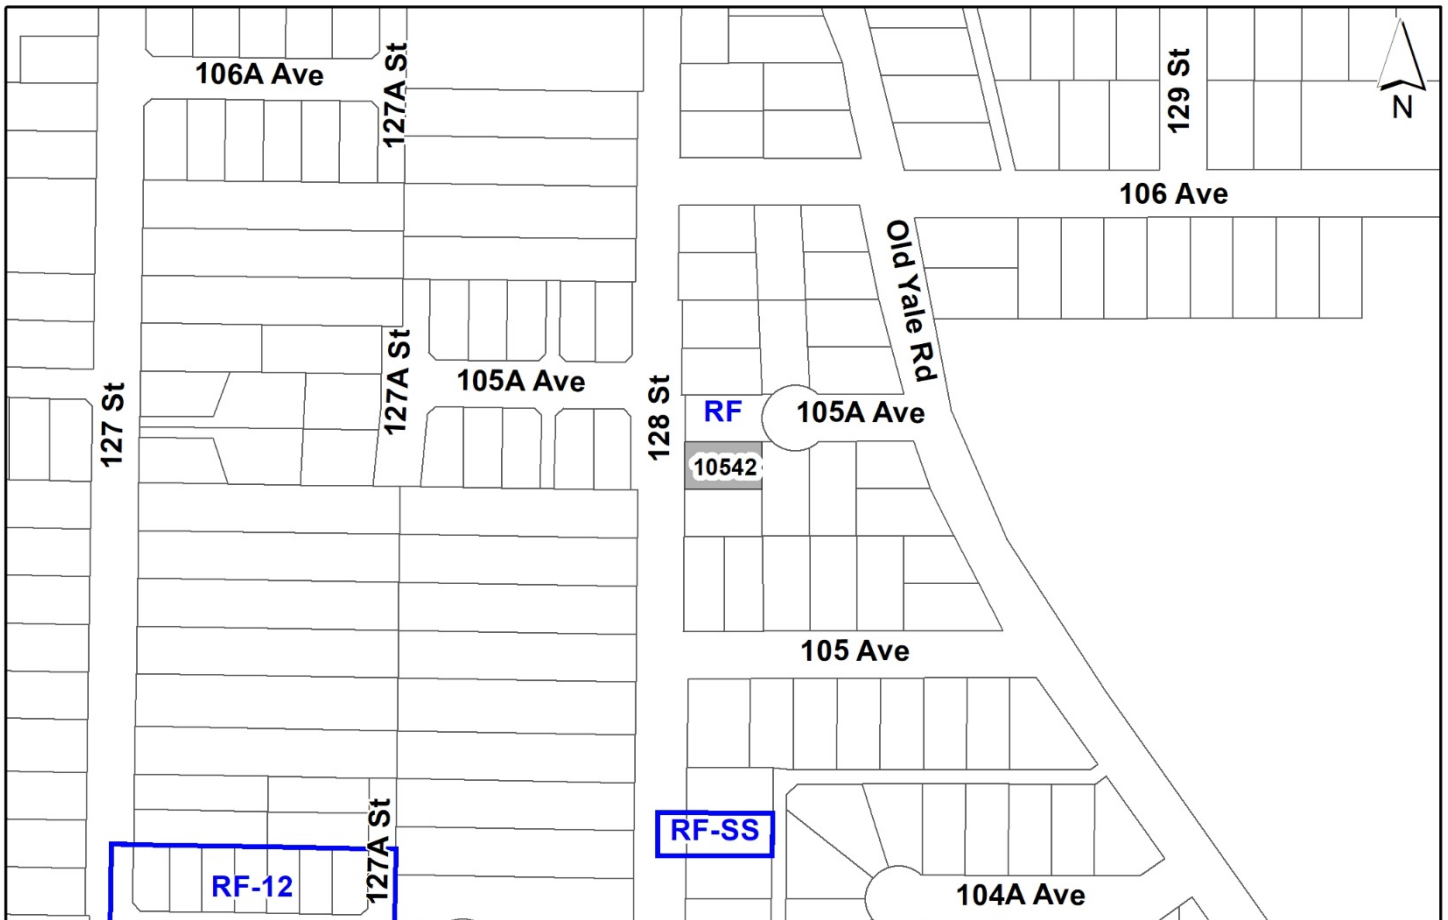 106A Ave
127A St
129 St
N
106 Ave
Old Yale Rd
127A St
105A Ave
127 St
128 St
RF
105A Ave
10542
105 Ave
RF-SS
127A St
RF-12
104A Ave